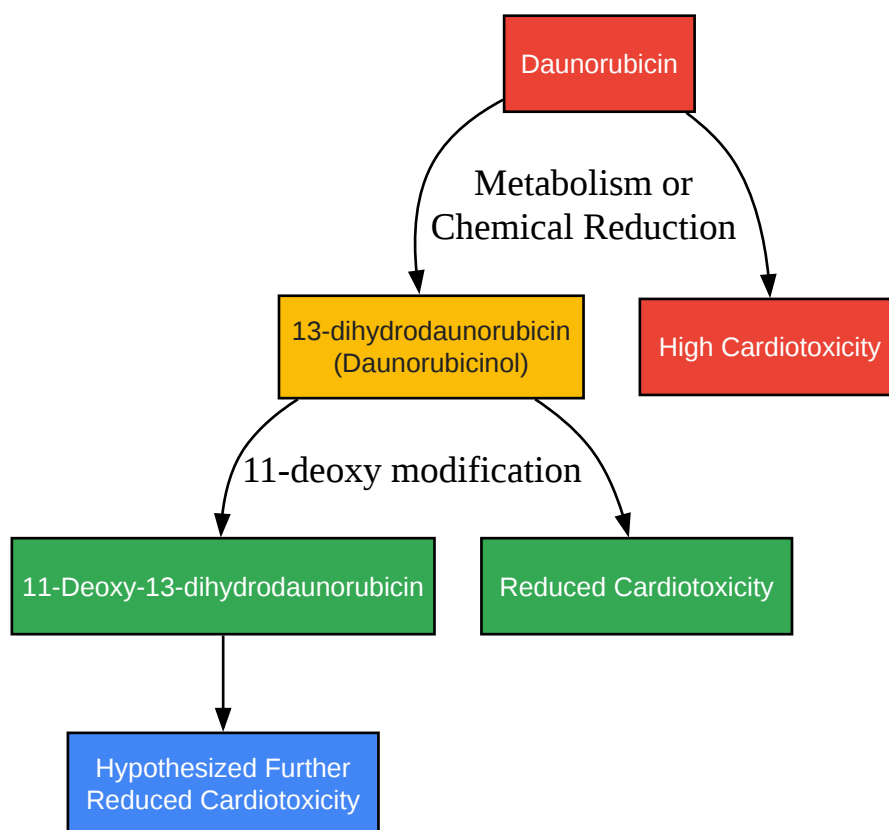 Daunorubicin
Metabolism or
Chemical Reduction
13-dihydrodaunorubicin
(Daunorubicinol)
High Cardiotoxicity
11-deoxy modification
11-Deoxy-13-dihydrodaunorubicin
Reduced Cardiotoxicity
Hypothesized Further
Reduced Cardiotoxicity